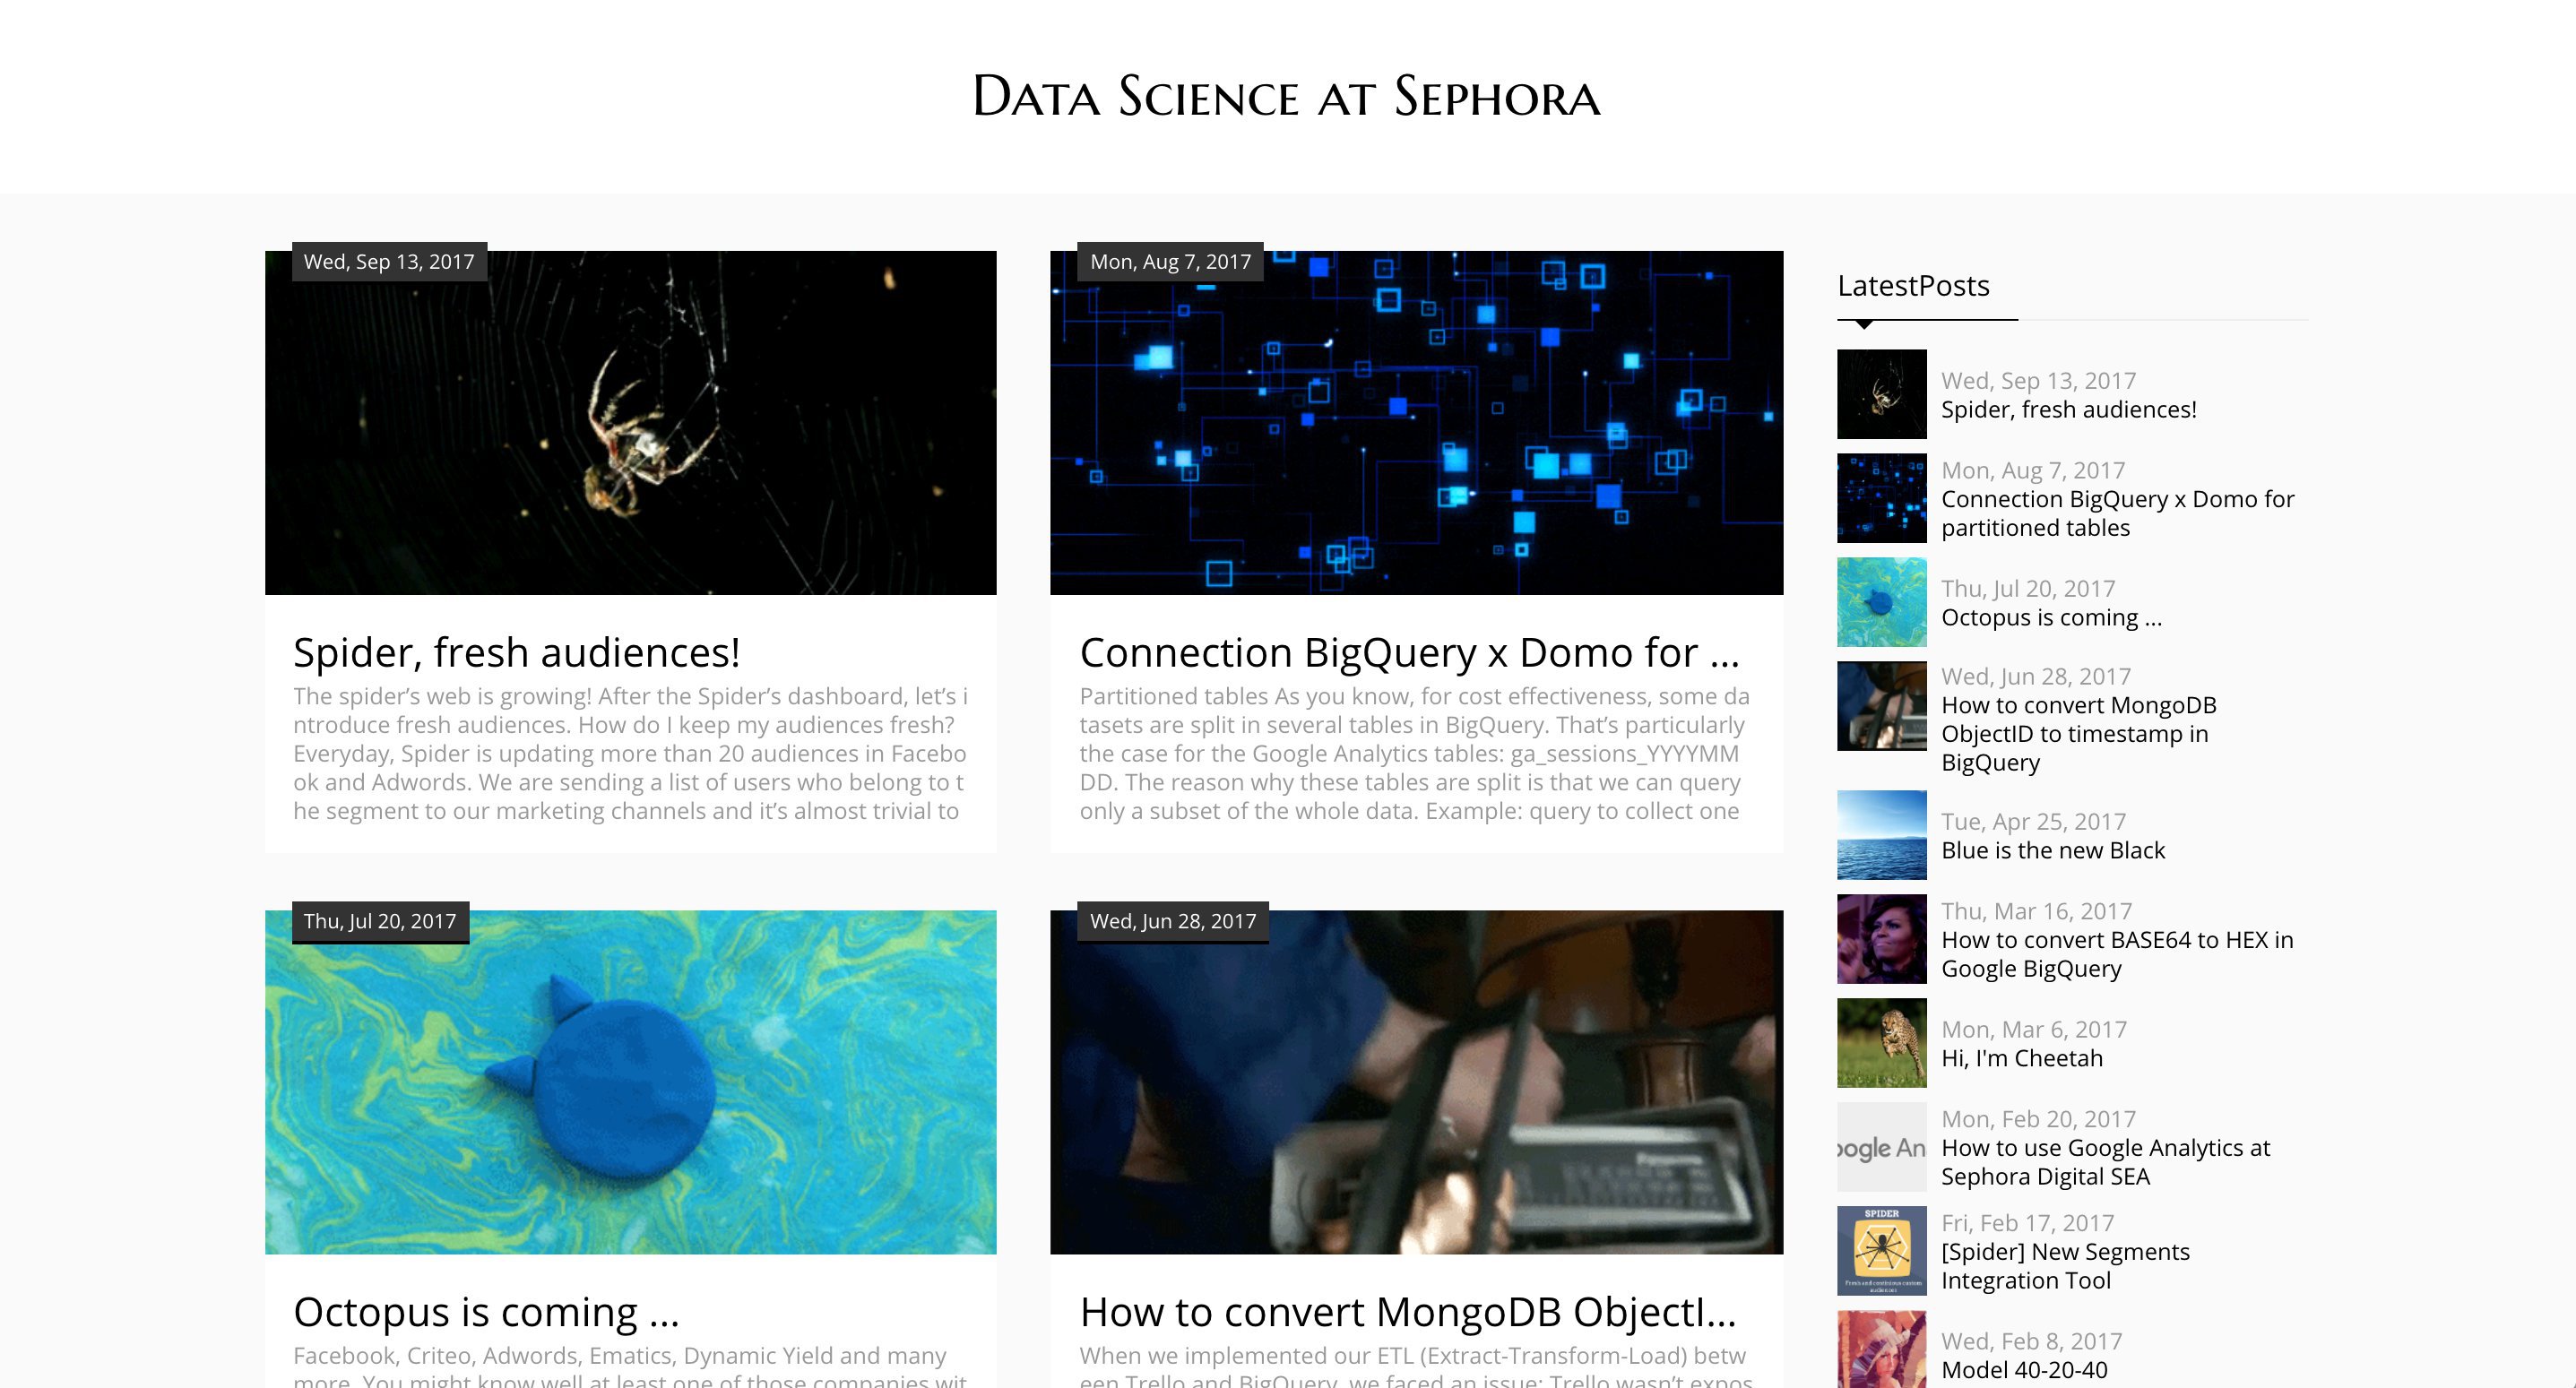 Data Science at Sephora
Wed, Sep 13, 2017
Spider, fresh audiences!
The spider’s web is growing! After the Spider’s dashboard, let’s i
ntroduce fresh audiences. How do I keep my audiences fresh?
Everyday, Spider is updating more than 20 audiences in Facebo
ok and Adwords. We are sending a list of users who belong to t
he segment to our marketing channels and it’s almost trivial to
Mon, Aug 7, 2017
Connection BigQuery x Domo for ...
Partitioned tables As you know, for cost effectiveness, some da
tasets are split in several tables in BigQuery. That’s particularly
the case for the Google Analytics tables: ga_sessions_YYYYMM
DD. The reason why these tables are split is that we can query
only a subset of the whole data. Example: query to collect one
Thu, Jul 20, 2017
Octopus is coming ...
Facebook, Criteo, Adwords, Ematics, Dynamic Yield and many
more. You might know well at least one of those companies wit
Wed, Jun 28, 2017
How to convert MongoDB ObjectI...
When we implemented our ETL (Extract-Transform-Load) betw
een Trello and BigQuery, we faced an issue: Trello wasn’t expos
LatestPosts
Wed, Sep 13, 2017
Spider, fresh audiences!
Mon, Aug 7, 2017
Connection BigQuery x Domo for
partitioned tables
Thu, Jul 20, 2017
Octopus is coming ...
Wed, Jun 28, 2017
How to convert MongoDB
ObjectID to timestamp in
BigQuery
Tue, Apr 25, 2017
Blue is the new Black
Thu, Mar 16, 2017
How to convert BASE64 to HEX in
Google BigQuery
Mon, Mar 6, 2017
Hi, I'm Cheetah
oogle An
Mon, Feb 20, 2017
How to use Google Analytics at
Sephora Digital SEA
SPIDER
Fri, Feb 17, 2017
[Spider] New Segments
Integration Tool
Wed, Feb 8, 2017
Model 40-20-40